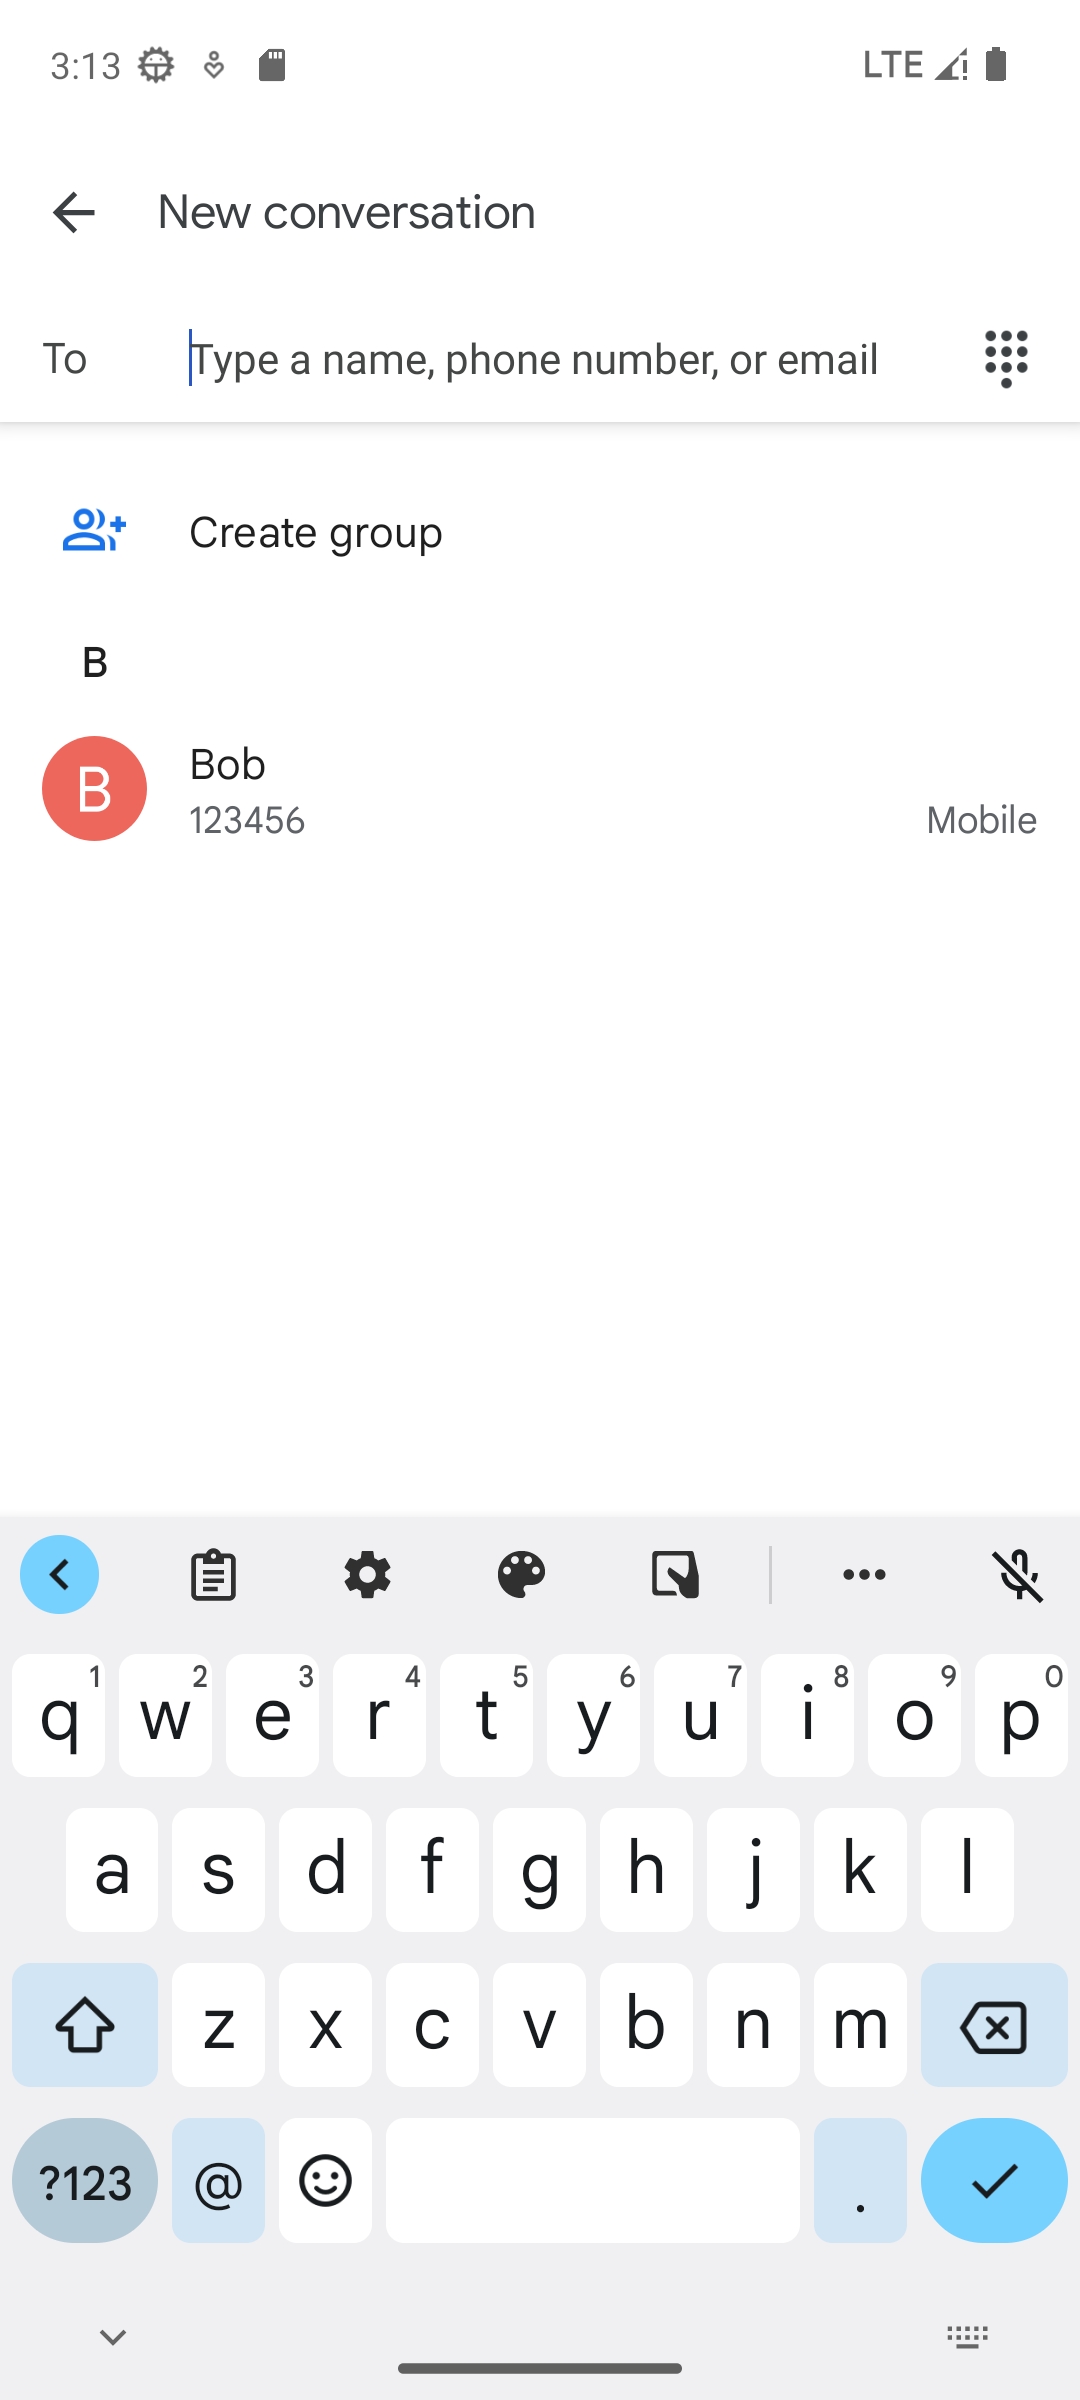 3:13 LTE
New conversation
To Type a name, phone number, or email
Create group
B
B Bob
123456 Mobile
q 1 w 2 e 3 r 4 t 5 y 6 u 7 i 8 o 9 p 0
a s d f g h j k l
z x c v b n m
?123 @ .